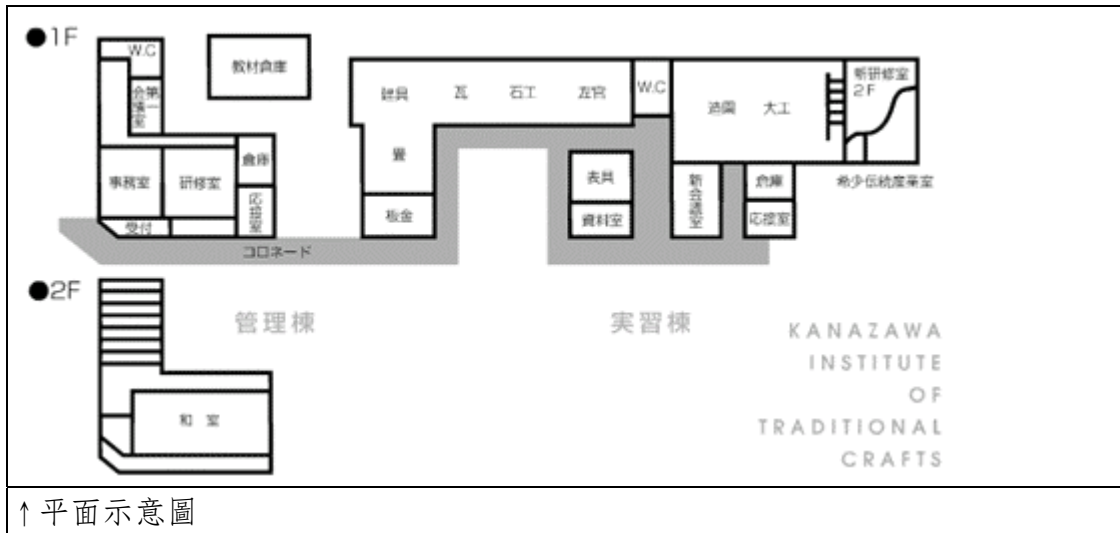 ●1F
W.C
教材倉庫
第一会議室
建具 瓦 石工 左官
W.C
造園 大工
新研修室
2F
畳
倉庫
事務室
研修室
表具
新会議室
倉庫
希少伝統産業室
応接室
板金
資料室
応接室
受付
コロネード
●2F
管理棟
実習棟
和室
KANAZAWA
INSTITUTE
OF
TRADITIONAL
CRAFTS
↑平面示意圖